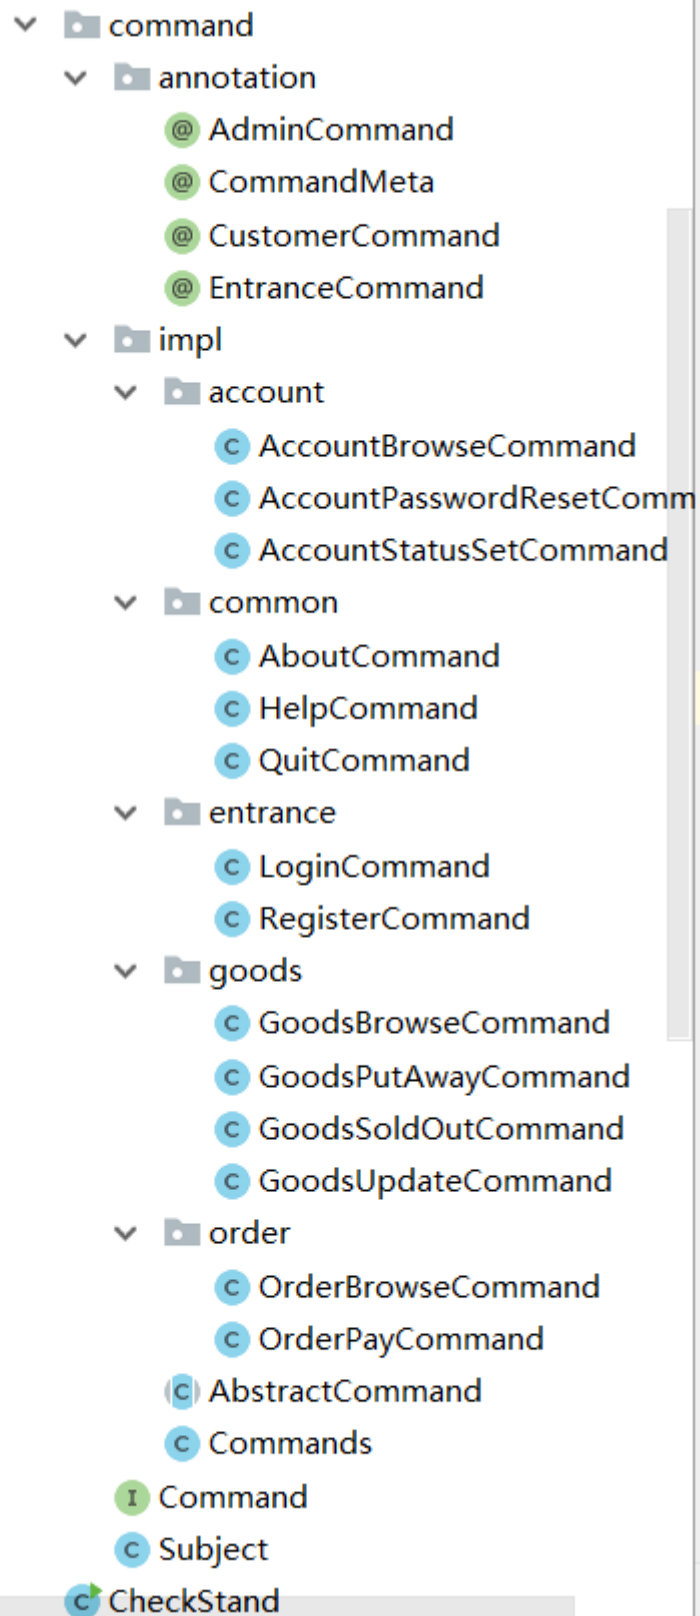 command
annotation
@ AdminCommand
@ CommandMeta
@ CustomerCommand
@ EntranceCommand
impl
account
C AccountBrowseCommand
C AccountPasswordResetComm
C AccountStatusSetCommand
common
C AboutCommand
C HelpCommand
C QuitCommand
entrance
C LoginCommand
C RegisterCommand
goods
C GoodsBrowseCommand
C GoodsPutAwayCommand
C GoodsSoldOutCommand
C GoodsUpdateCommand
order
C OrderBrowseCommand
C OrderPayCommand
C AbstractCommand
C Commands
I Command
C Subject
C CheckStand